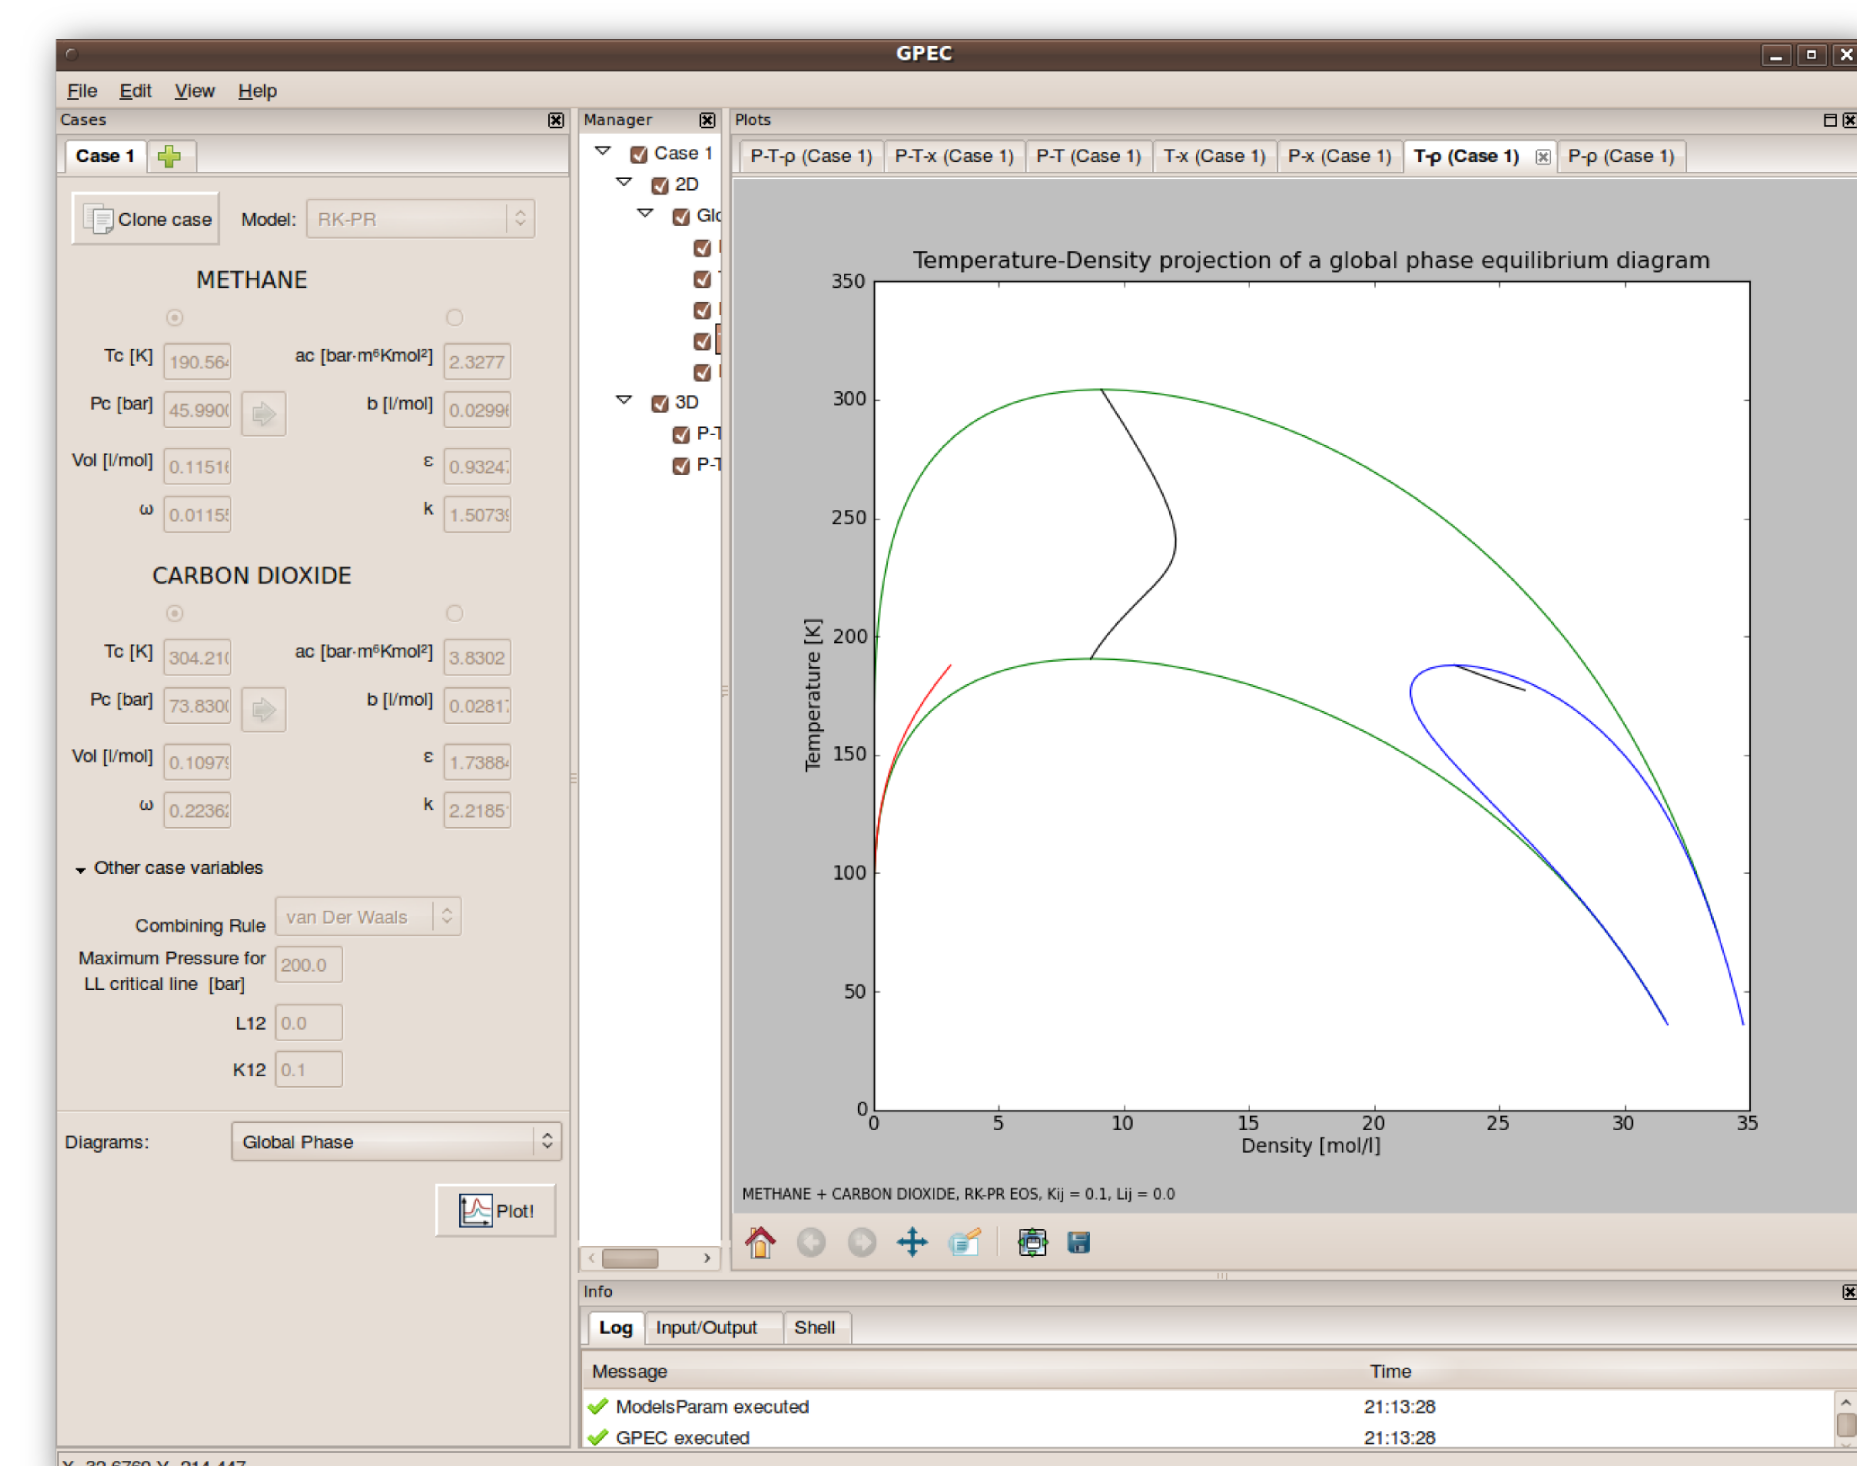 GPEC
File Edit View Help
Cases
Case 1
Clone case Model: RK-PR
METHANE
Tc [K] 190.564 ac [bar·m⁶Kmol²] 2.3277
Pc [bar] 45.990 b [l/mol] 0.0299
Vol [l/mol] 0.1151 ε 0.9324
ω 0.0115 k 1.5073
CARBON DIOXIDE
Tc [K] 304.210 ac [bar·m⁶Kmol²] 3.8302
Pc [bar] 73.830 b [l/mol] 0.0281
Vol [l/mol] 0.1097 ε 1.7388
ω 0.2236 k 2.2185
Other case variables
Combining Rule van Der Waals
Maximum Pressure for
LL critical line [bar] 200.0
L12 0.0
K12 0.1
Diagrams: Global Phase
Plot!
Manager
Case 1
2D
Glo
3D
P-T
P-T
Plots
P-T-ρ (Case 1) P-T-x (Case 1) P-T (Case 1) T-x (Case 1) P-x (Case 1) T-ρ (Case 1) P-ρ (Case 1)
Temperature-Density projection of a global phase equilibrium diagram
350
300
250
200
150
100
50
0
Temperature [K]
0 5 10 15 20 25 30 35
Density [mol/l]
METHANE + CARBON DIOXIDE, RK-PR EOS, Kij = 0.1, Lij = 0.0
Info
Log Input/Output Shell
Message Time
ModelsParam executed 21:13:28
GPEC executed 21:13:28